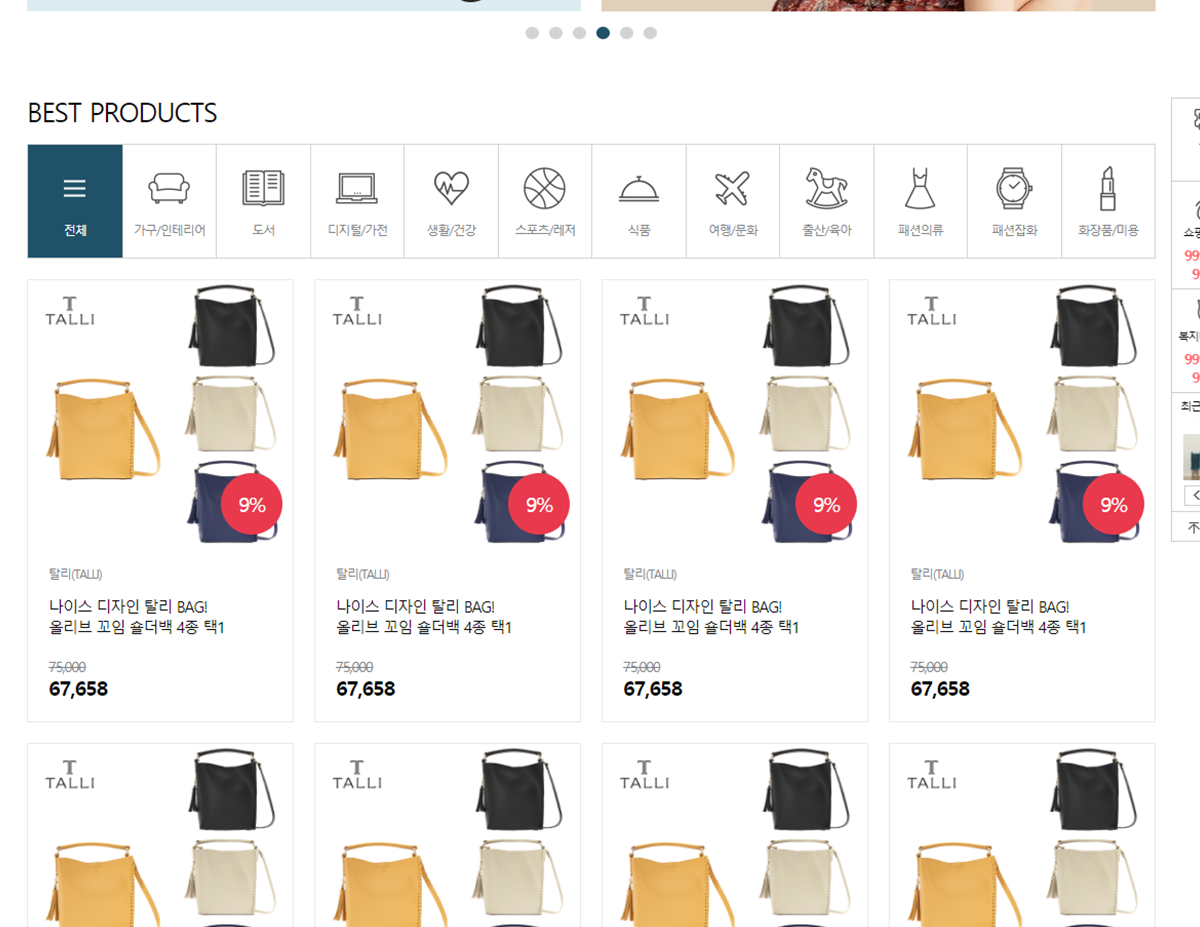 BEST PRODUCTS
전체
가구/인테리어
도서
디지털/가전
생활/건강
스포츠/레저
식품
여행/문화
출산/육아
패션의류
패션잡화
화장품/미용
T
TALLI
9%
탈리(TALLI)
나이스 디자인 탈리 BAG!
올리브 꼬임 숄더백 4종 택1
75,000
67,658
T
TALLI
9%
탈리(TALLI)
나이스 디자인 탈리 BAG!
올리브 꼬임 숄더백 4종 택1
75,000
67,658
T
TALLI
9%
탈리(TALLI)
나이스 디자인 탈리 BAG!
올리브 꼬임 숄더백 4종 택1
75,000
67,658
T
TALLI
9%
탈리(TALLI)
나이스 디자인 탈리 BAG!
올리브 꼬임 숄더백 4종 택1
75,000
67,658
T
TALLI
T
TALLI
T
TALLI
T
TALLI
최근